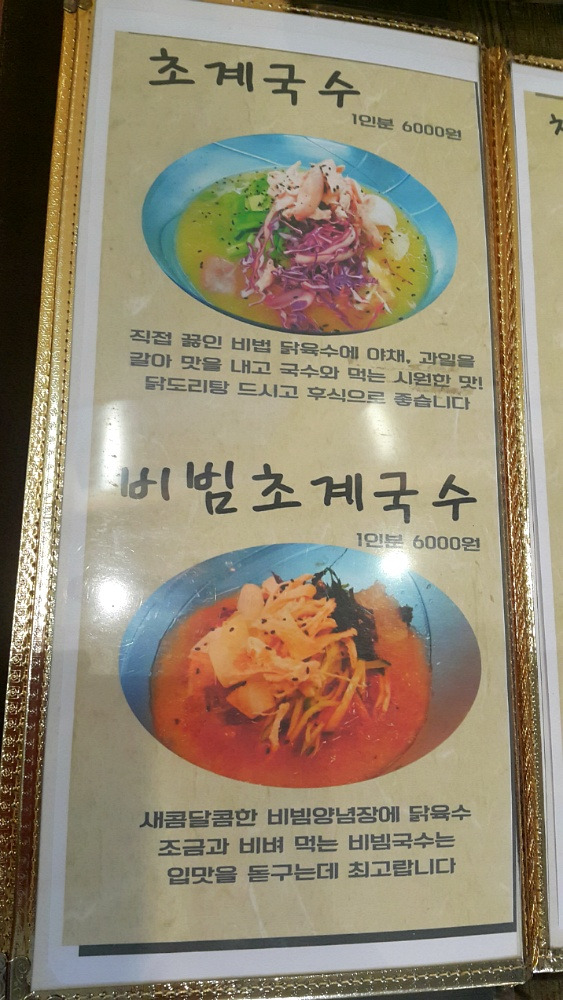 초계국수
1인분 6000원
직접 끓인 비법 닭육수에 야채, 과일을
갈아 맛을 내고 국수와 먹는 시원한 맛!
닭도리탕 드시고 후식으로 좋습니다
비빔초계국수
1인분 6000원
새콤달콤한 비빔양념장에 닭육수
조금과 비벼 먹는 비빔국수는
입맛을 돋구는데 최고랍니다